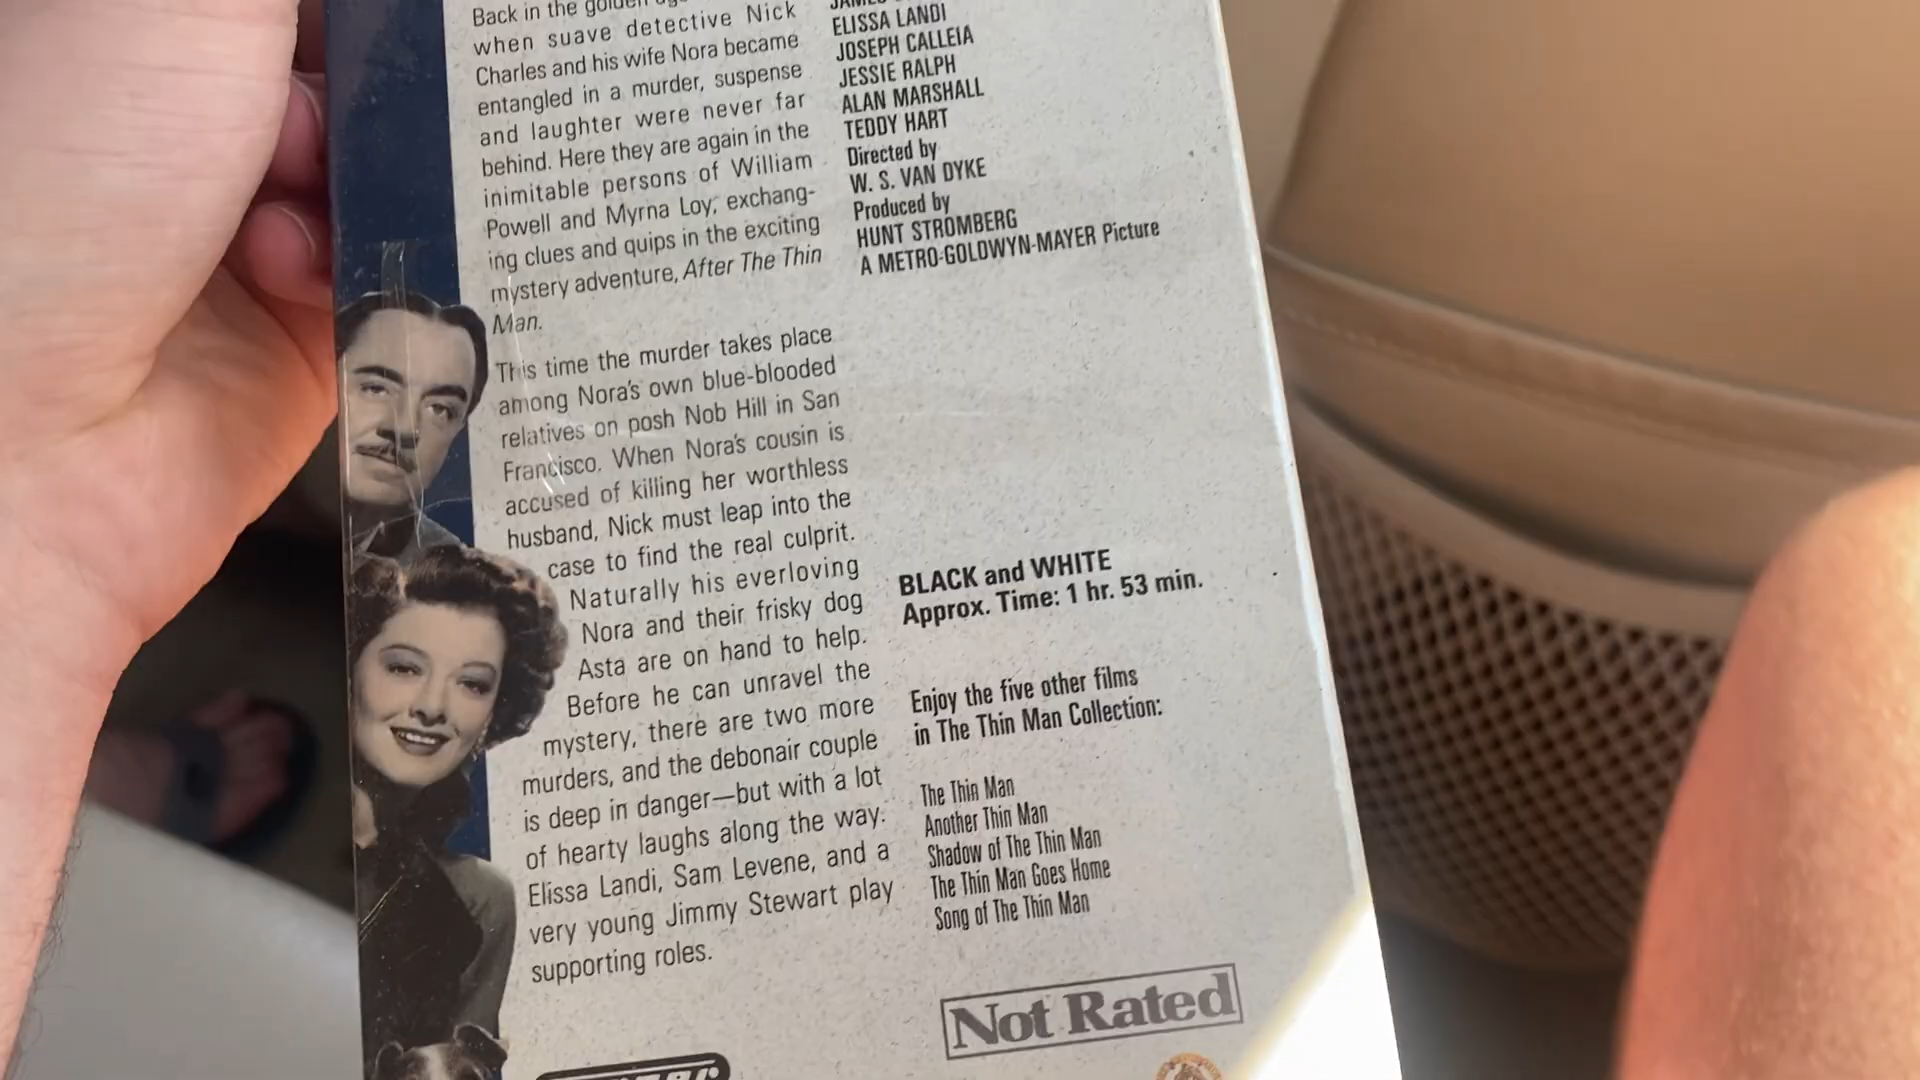 Back in the golden
when suave detective Nick
Charles and his wife Nora became
entangled in a murder, suspense
and laughter were never far
behind. Here they are again in the
inimitable persons of William
Powell and Myrna Loy, exchang-
ing clues and quips in the exciting
mystery adventure, After The Thin
Man.
This time the murder takes place
among Nora's own blue-blooded
relatives on posh Nob Hill in San
Francisco. When Nora's cousin is
accused of killing her worthless
husband, Nick must leap into the
case to find the real culprit.
Naturally his everloving
Nora and their frisky dog
Asta are on hand to help.
Before he can unravel the
mystery, there are two more
murders, and the debonair couple
is deep in danger—but with a lot
of hearty laughs along the way.
Elissa Landi, Sam Levene, and a
very young Jimmy Stewart play
supporting roles.
ELISSA LANDI
JOSEPH CALLEIA
JESSIE RALPH
ALAN MARSHALL
TEDDY HART
Directed by
W. S. VAN DYKE
Produced by
HUNT STROMBERG
A METRO-GOLDWYN-MAYER Picture
BLACK and WHITE
Approx. Time: 1 hr. 53 min.
Enjoy the five other films
in The Thin Man Collection:
The Thin Man
Another Thin Man
Shadow of The Thin Man
The Thin Man Goes Home
Song of The Thin Man
Not Rated